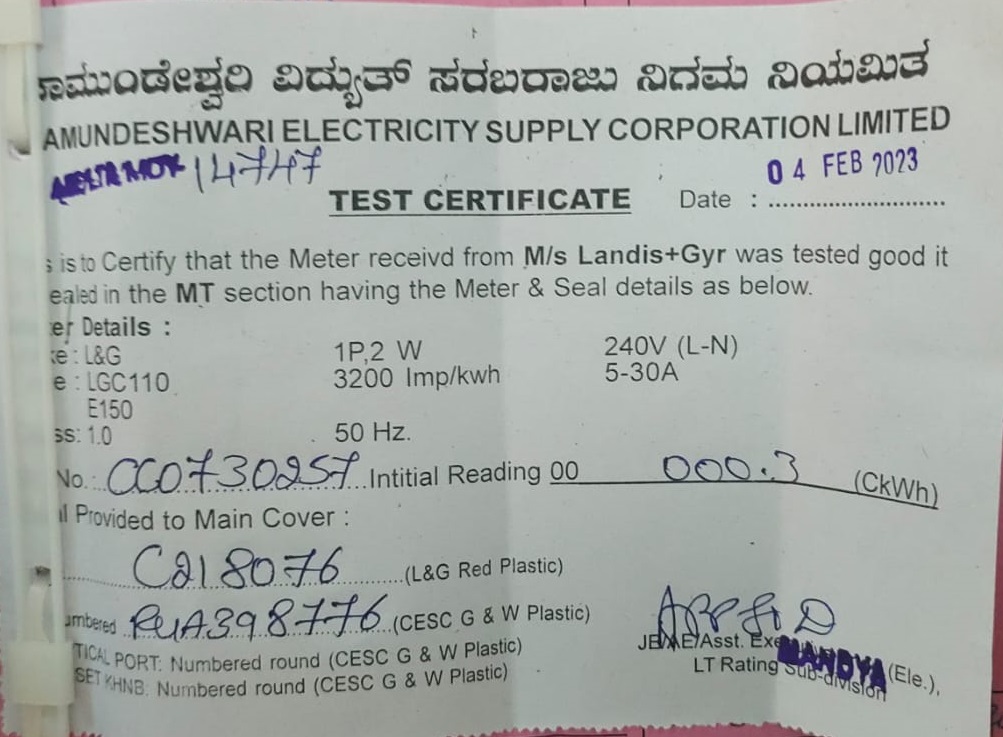 ಚಾಮುಂಡೇಶ್ವರಿ ವಿದ್ಯುತ್ ಸರಬರಾಜು ನಿಗಮ ನಿಯಮಿತ
AMUNDESHWARI ELECTRICITY SUPPLY CORPORATION LIMITED
14747
04 FEB 2023
TEST CERTIFICATE Date :
s is to Certify that the Meter receivd from M/s Landis+Gyr was tested good it
ealed in the MT section having the Meter & Seal details as below.
er Details :
ke : L&G 1P,2 W 240V (L-N)
e : LGC110 3200 Imp/kwh 5-30A
E150
ss: 1.0 50 Hz.
No.: CC0730257 Intitial Reading 00 000.3 (CkWh)
l Provided to Main Cover :
C218076 (L&G Red Plastic)
umbered RUA398776 (CESC G & W Plastic)
TICAL PORT: Numbered round (CESC G & W Plastic)
SET KHNB: Numbered round (CESC G & W Plastic)
JE/AE/Asst. Exe (Ele.),
MANDYA
LT Rating Sub-division